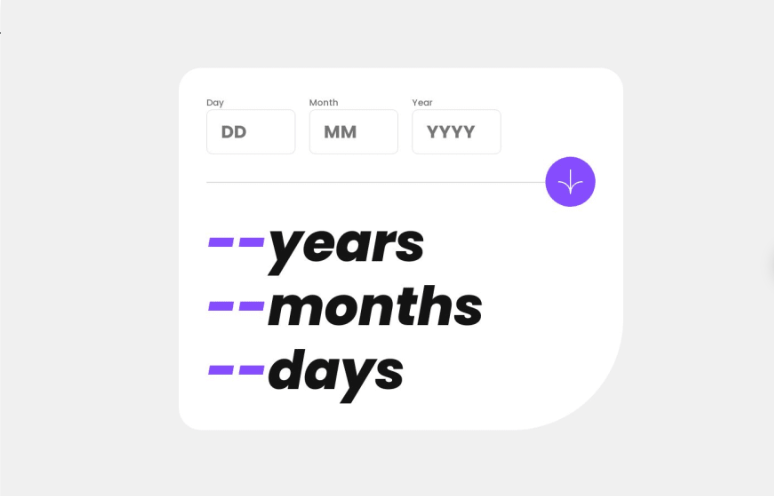 Day Month Year
DD MM YYYY
--years
--months
--days